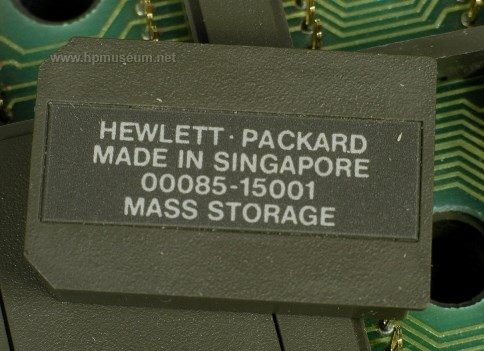 www.hpmuseum.net
HEWLETT · PACKARD
MADE IN SINGAPORE
00085-15001
MASS STORAGE